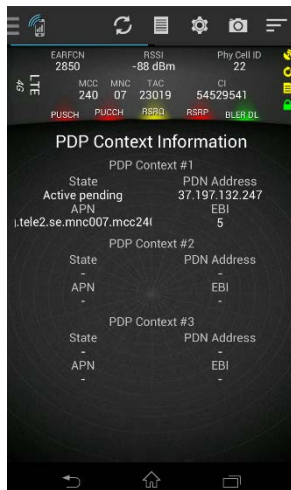 EARFCN RSSI Phy Cell ID
2850 -88 dBm 22
4G LTE
MCC MNC TAC CI
240 07 23019 54529541
PUSCH PUCCH RSRQ RSRP BLER DL
PDP Context Information
PDP Context #1
State PDN Address
Active pending 37.197.132.247
APN EBI
.tele2.se.mnc007.mcc240 5
PDP Context #2
State PDN Address
- -
APN EBI
- -
PDP Context #3
State PDN Address
- -
APN EBI
- -